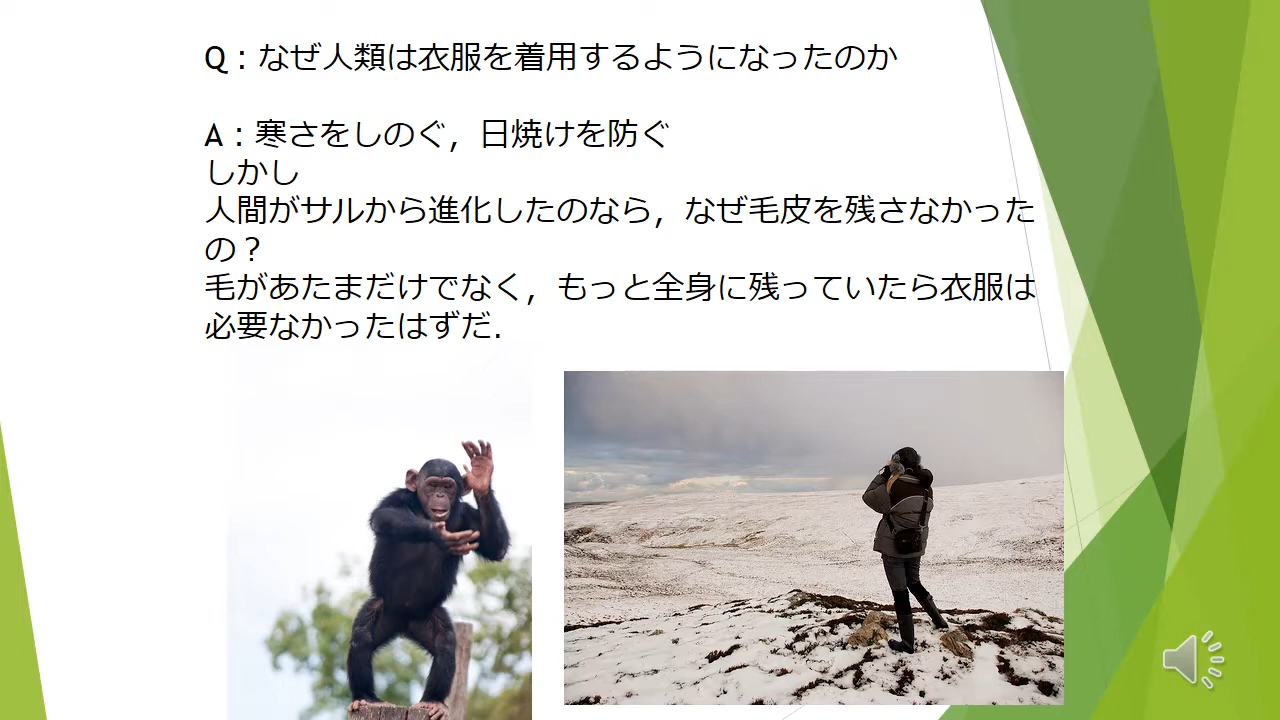 Q：なぜ人類は衣服を着用するようになったのか
A：寒さをしのぐ，日焼けを防ぐ
しかし
人間がサルから進化したのなら，なぜ毛皮を残さなかった
の？
毛があたまだけでなく，もっと全身に残っていたら衣服は
必要なかったはずだ．